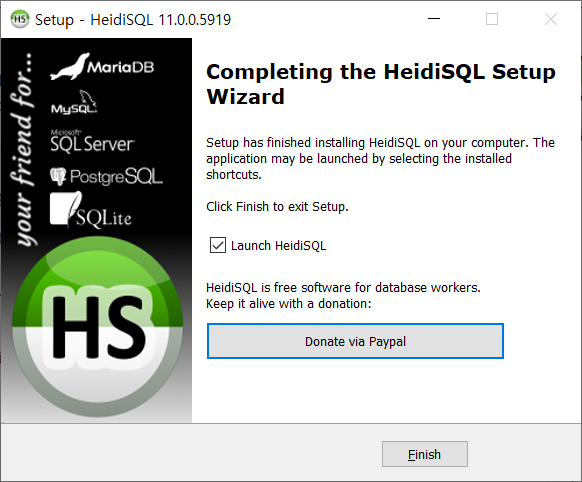 HS Setup - HeidiSQL 11.0.0.5919
your friend for...
MariaDB
MySQL
Microsoft
SQL Server
PostgreSQL
SQLite
HS
Completing the HeidiSQL Setup
Wizard
Setup has finished installing HeidiSQL on your computer. The
application may be launched by selecting the installed
shortcuts.
Click Finish to exit Setup.
Launch HeidiSQL
HeidiSQL is free software for database workers.
Keep it alive with a donation:
Donate via Paypal
Finish